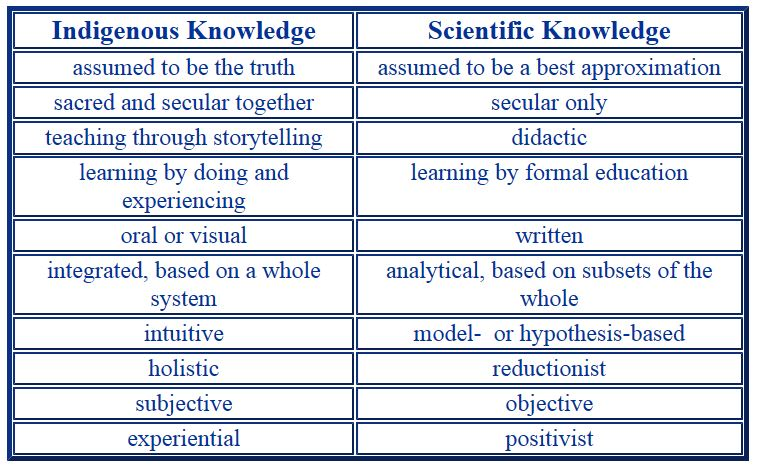 Indigenous Knowledge
Scientific Knowledge
assumed to be the truth
assumed to be a best approximation
sacred and secular together
secular only
teaching through storytelling
didactic
learning by doing and
experiencing
learning by formal education
oral or visual
written
integrated, based on a whole
system
analytical, based on subsets of the
whole
intuitive
model- or hypothesis-based
holistic
reductionist
subjective
objective
experiential
positivist